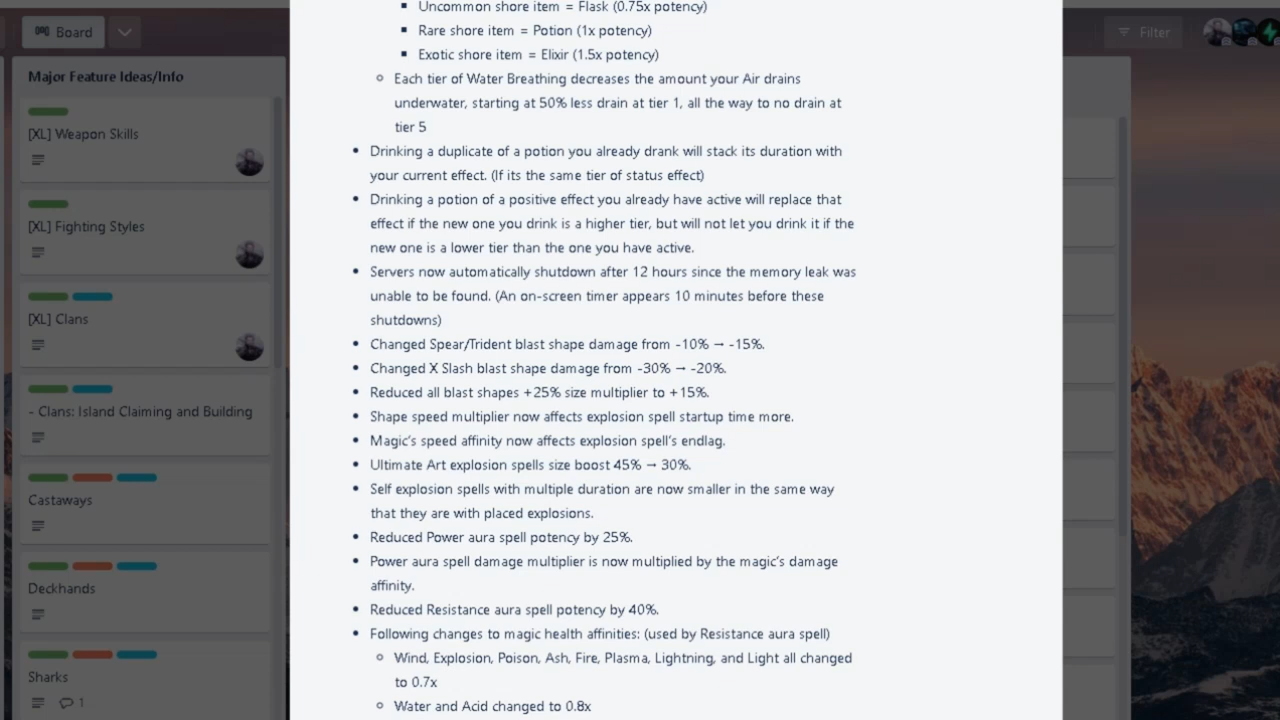 Board
Filter
Major Feature Ideas/Info
[XL] Weapon Skills
[XL] Fighting Styles
[XL] Clans
- Clans: Island Claiming and Building
Castaways
Deckhands
Sharks
1
Uncommon shore item = Flask (0.75x potency)
Rare shore item = Potion (1x potency)
Exotic shore item = Elixir (1.5x potency)
Each tier of Water Breathing decreases the amount your Air drains
underwater, starting at 50% less drain at tier 1, all the way to no drain at
tier 5
Drinking a duplicate of a potion you already drank will stack its duration with
your current effect. (If its the same tier of status effect)
Drinking a potion of a positive effect you already have active will replace that
effect if the new one you drink is a higher tier, but will not let you drink it if the
new one is a lower tier than the one you have active.
Servers now automatically shutdown after 12 hours since the memory leak was
unable to be found. (An on-screen timer appears 10 minutes before these
shutdowns)
Changed Spear/Trident blast shape damage from -10% → -15%.
Changed X Slash blast shape damage from -30% → -20%.
Reduced all blast shapes +25% size multiplier to +15%.
Shape speed multiplier now affects explosion spell startup time more.
Magic's speed affinity now affects explosion spell's endlag.
Ultimate Art explosion spells size boost 45% → 30%.
Self explosion spells with multiple duration are now smaller in the same way
that they are with placed explosions.
Reduced Power aura spell potency by 25%.
Power aura spell damage multiplier is now multiplied by the magic's damage
affinity.
Reduced Resistance aura spell potency by 40%.
Following changes to magic health affinities: (used by Resistance aura spell)
Wind, Explosion, Poison, Ash, Fire, Plasma, Lightning, and Light all changed
to 0.7x
Water and Acid changed to 0.8x